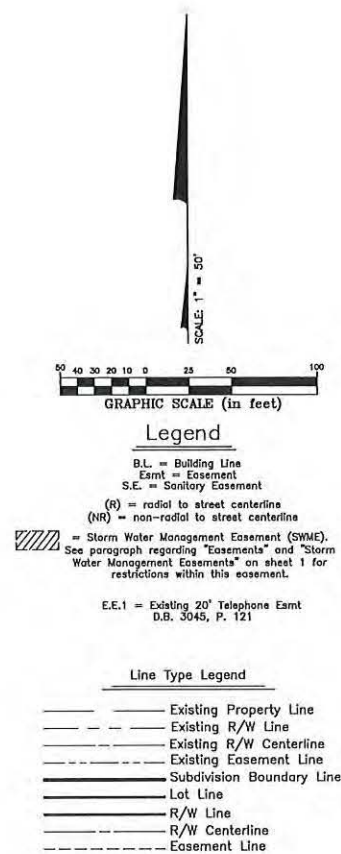 SCALE: 1" = 50'
50 40 30 20 10 0 25 50 100
GRAPHIC SCALE (in feet)
Legend
B.L. = Building Line
Esmt = Easement
S.E. = Sanitary Easement
(R) = radial to street centerline
(NR) = non-radial to street centerline
= Storm Water Management Easement (SWME).
See paragraph regarding "Easements" and "Storm
Water Management Easements" on sheet 1 for
restrictions within this easement.
E.E.1 = Existing 20' Telephone Esmt
D.B. 3045, P. 121
Line Type Legend
Existing Property Line
Existing R/W Line
Existing R/W Centerline
Existing Easement Line
Subdivision Boundary Line
Lot Line
R/W Line
R/W Centerline
Easement Line